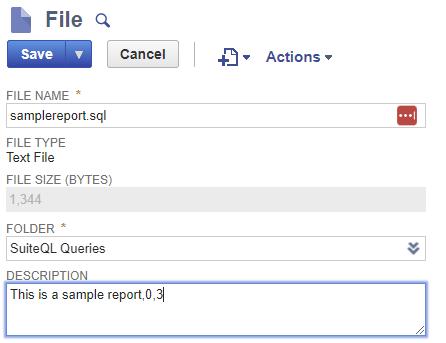 File
Save
Cancel
Actions
FILE NAME *
samplereport.sql
FILE TYPE
Text File
FILE SIZE (BYTES)
1,344
FOLDER *
SuiteQL Queries
DESCRIPTION
This is a sample report,0,3